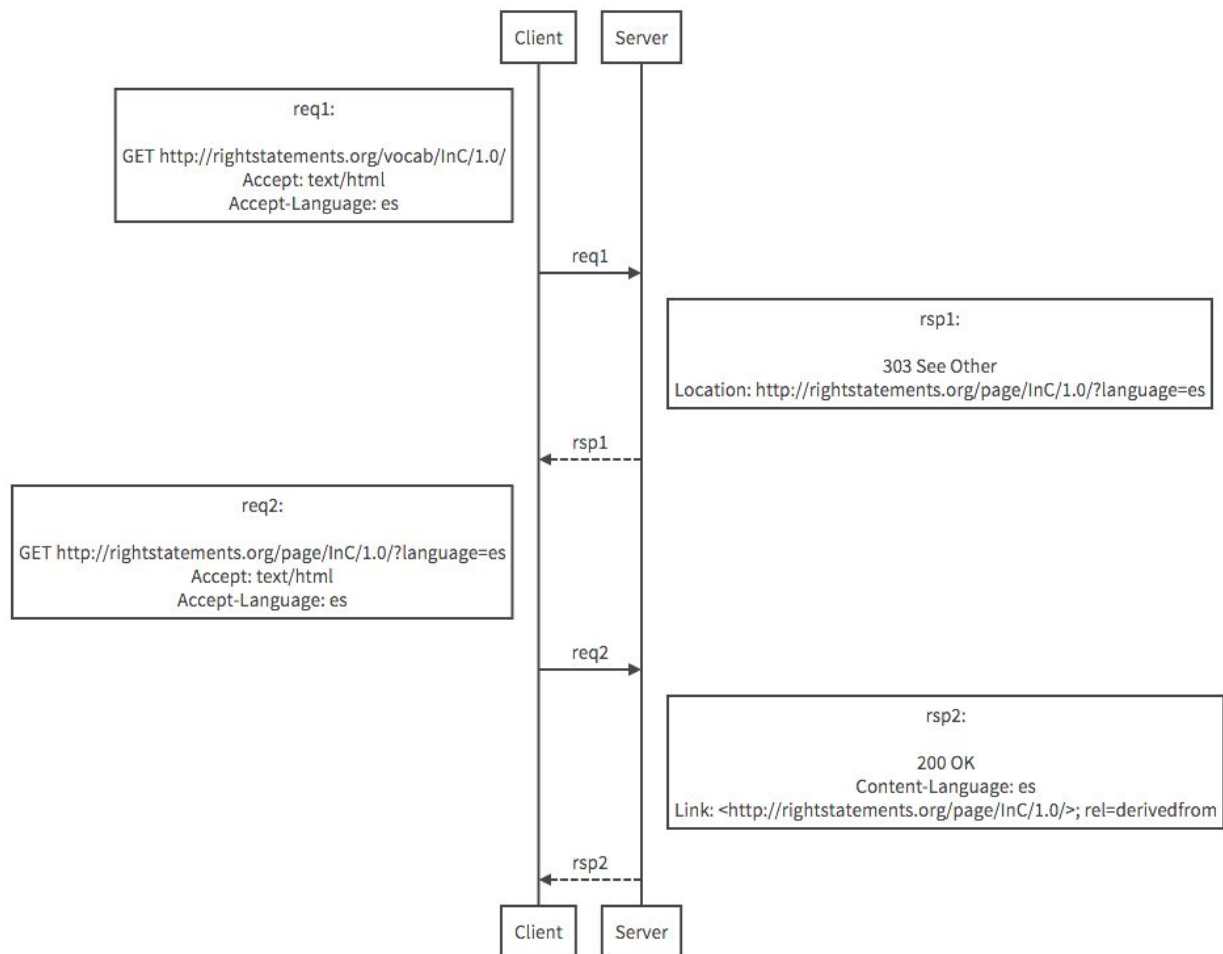 Client
Server
req1:
GET http://rightstatements.org/vocab/InC/1.0/
Accept: text/html
Accept-Language: es
req1
rsp1:
303 See Other
Location: http://rightstatements.org/page/InC/1.0/?language=es
rsp1
req2:
GET http://rightstatements.org/page/InC/1.0/?language=es
Accept: text/html
Accept-Language: es
req2
rsp2:
200 OK
Content-Language: es
Link: <http://rightstatements.org/page/InC/1.0/>; rel=derivedfrom
rsp2
Client
Server